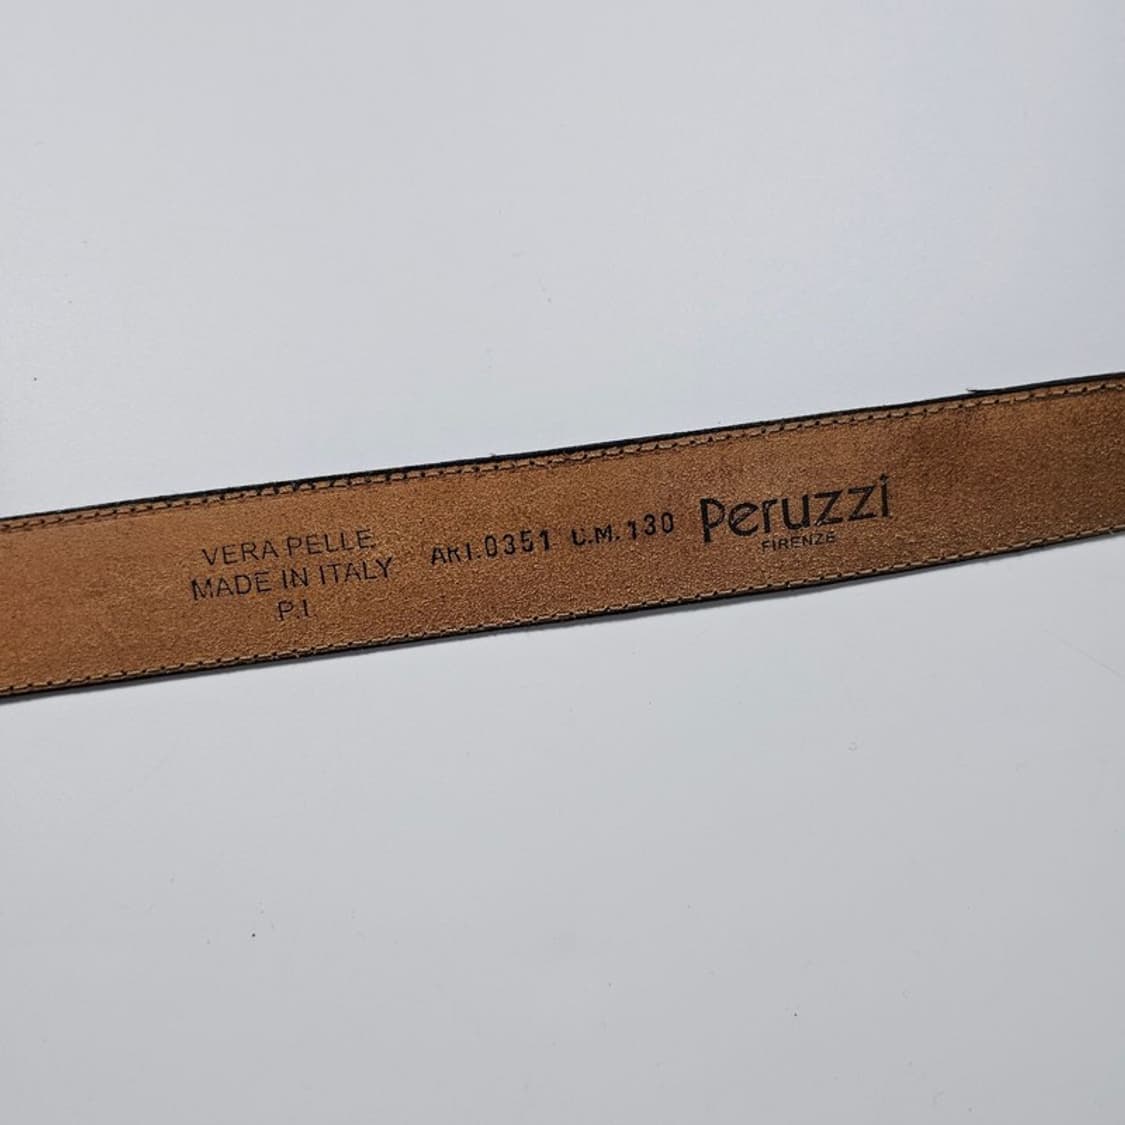 VERA PELLE
MADE IN ITALY
P.I.
ART.0351 C.M.130
Peruzzi
FIRENZE